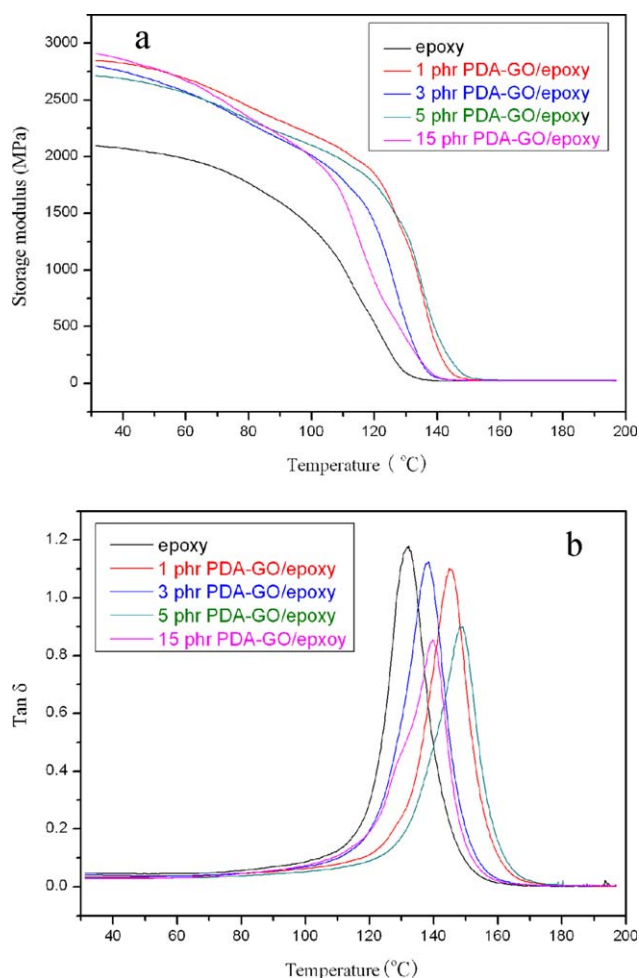 a
epoxy
1 phr PDA-GO/epoxy
3 phr PDA-GO/epoxy
5 phr PDA-GO/epoxy
15 phr PDA-GO/epoxy
3000
2500
2000
1500
1000
500
0
Storage modulus (MPa)
40 60 80 100 120 140 160 180 200
Temperature ( °C)
b
epoxy
1 phr PDA-GO/epoxy
3 phr PDA-GO/epoxy
5 phr PDA-GO/epoxy
15 phr PDA-GO/epxoy
1.2
1.0
0.8
0.6
0.4
0.2
0.0
Tan δ
40 60 80 100 120 140 160 180 200
Temperature (°C)